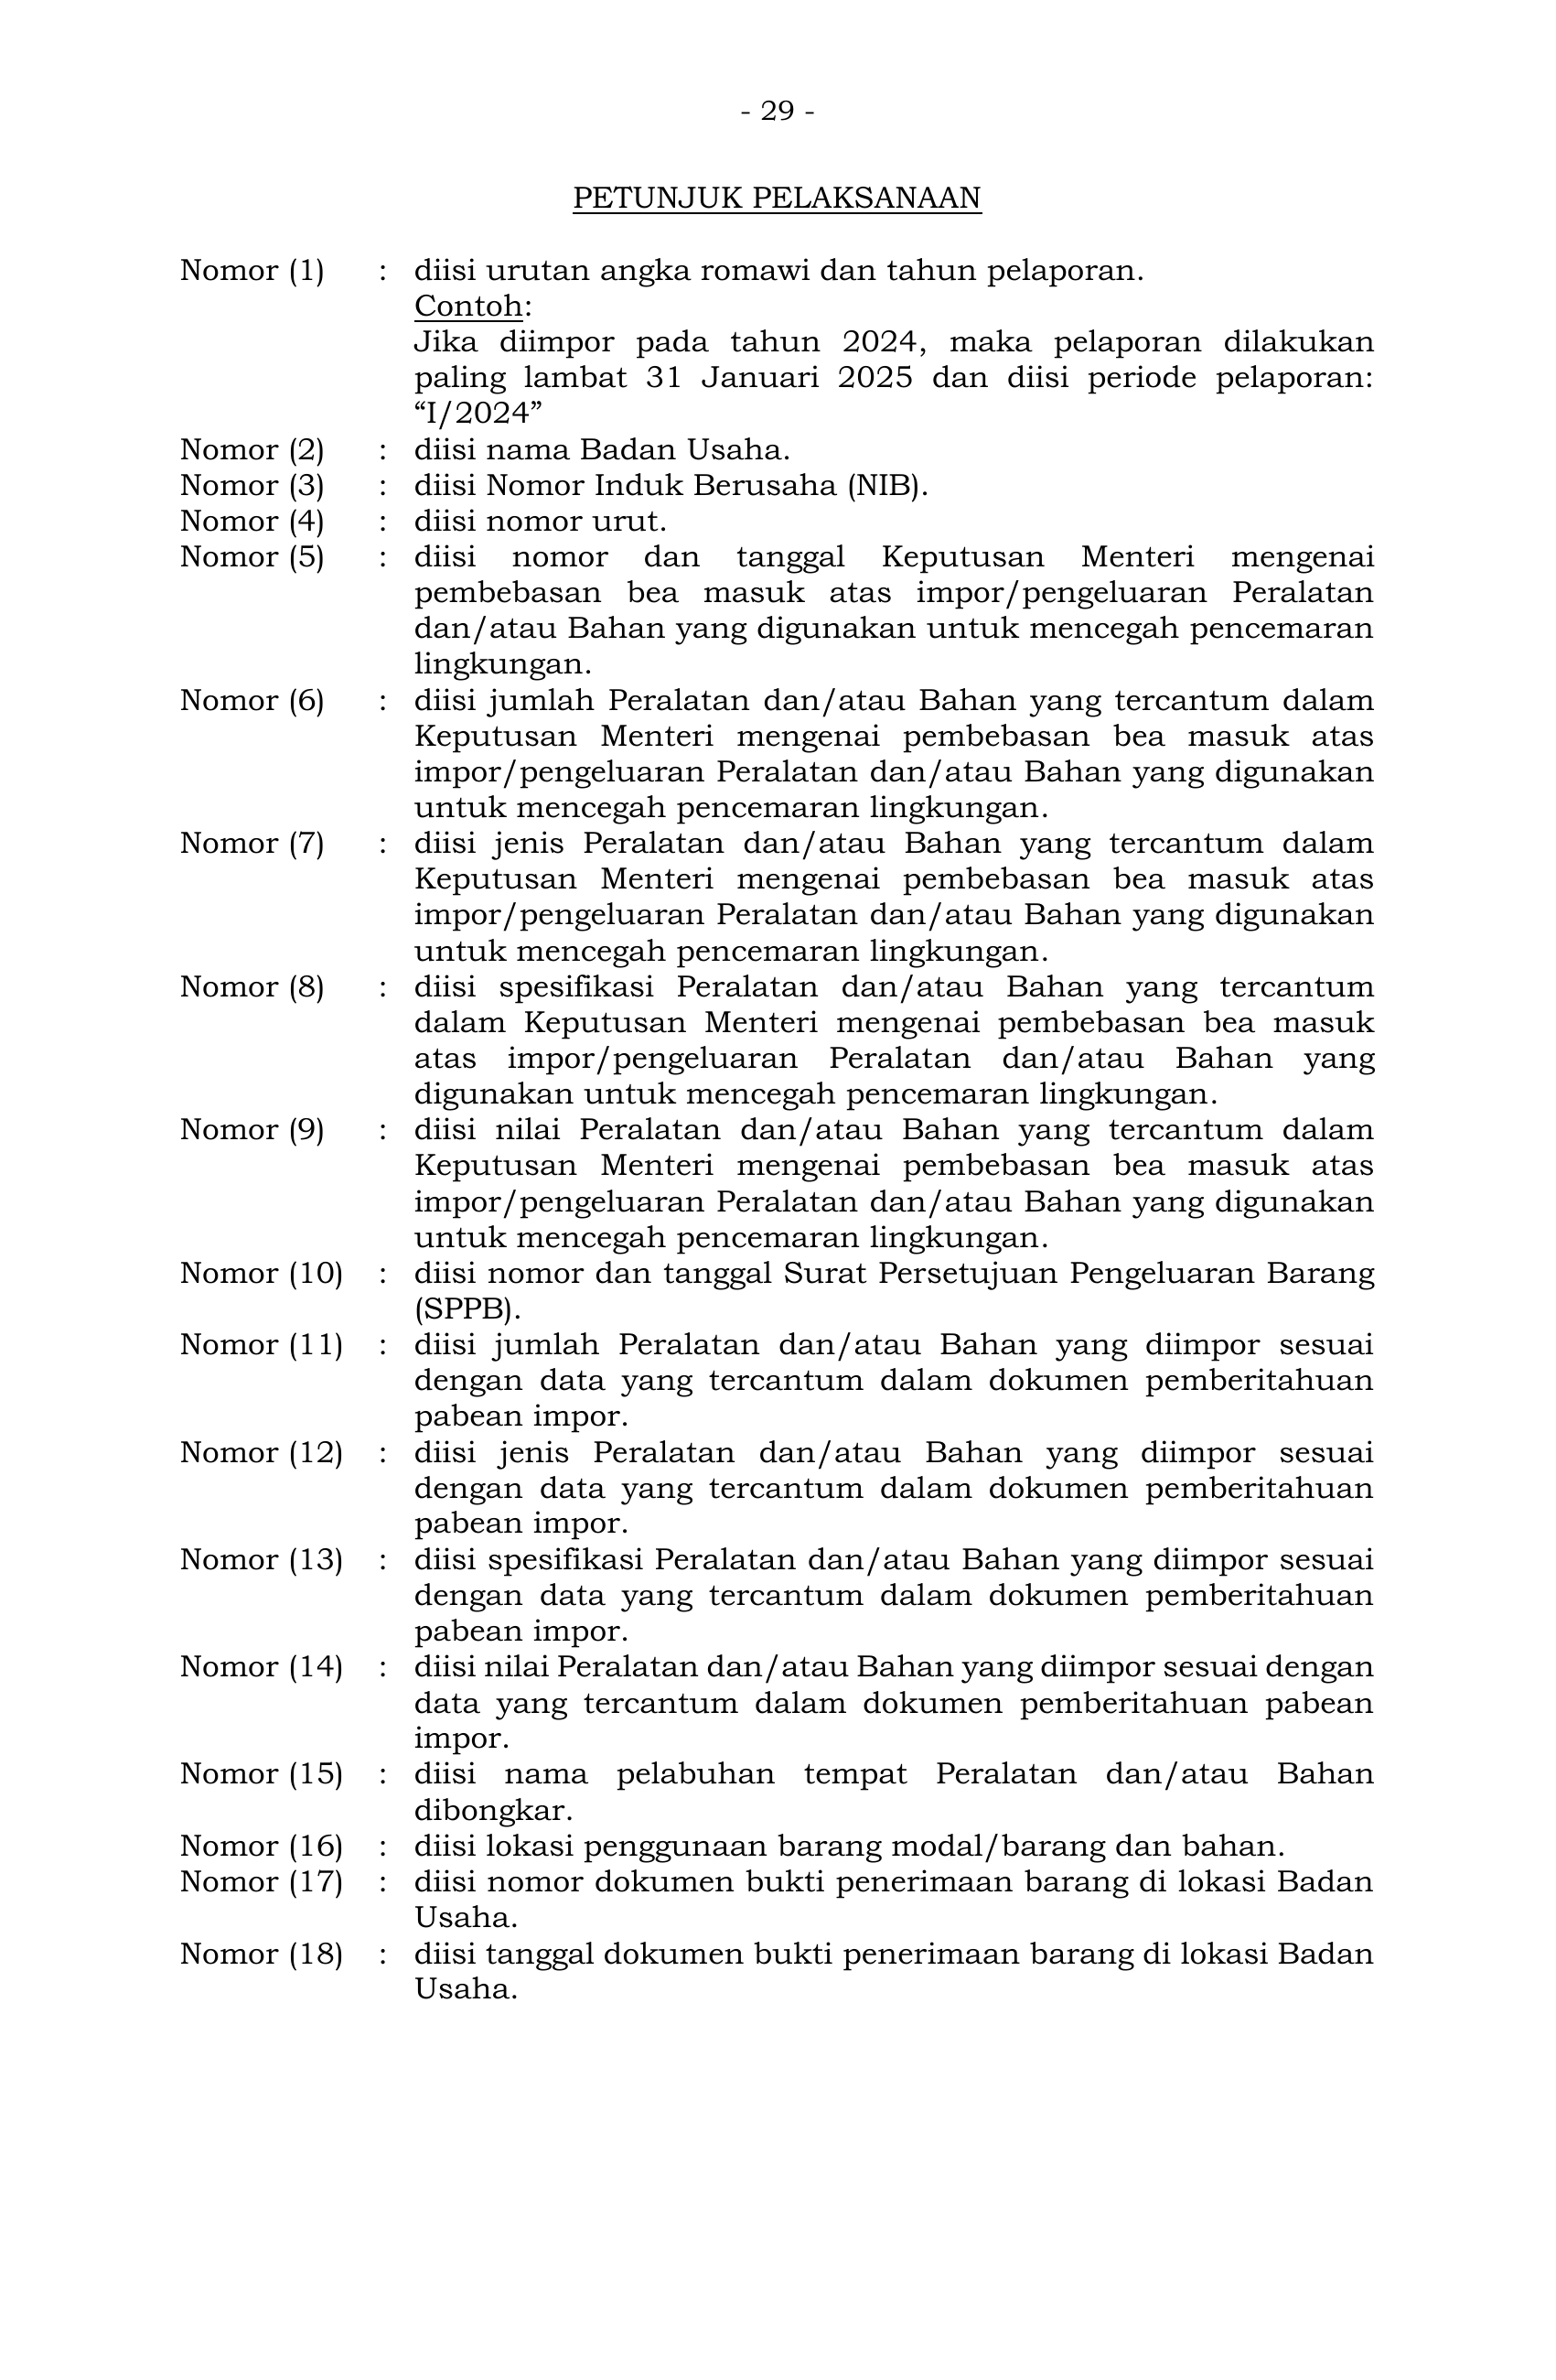 - 29 -
PETUNJUK PELAKSANAAN
Nomor (1) : diisi urutan angka romawi dan tahun pelaporan.
Contoh:
Jika diimpor pada tahun 2024, maka pelaporan dilakukan
paling lambat 31 Januari 2025 dan diisi periode pelaporan:
“I/2024”
Nomor (2) : diisi nama Badan Usaha.
Nomor (3) : diisi Nomor Induk Berusaha (NIB).
Nomor (4) : diisi nomor urut.
Nomor (5) : diisi nomor dan tanggal Keputusan Menteri mengenai
pembebasan bea masuk atas impor/pengeluaran Peralatan
dan/atau Bahan yang digunakan untuk mencegah pencemaran
lingkungan.
Nomor (6) : diisi jumlah Peralatan dan/atau Bahan yang tercantum dalam
Keputusan Menteri mengenai pembebasan bea masuk atas
impor/pengeluaran Peralatan dan/atau Bahan yang digunakan
untuk mencegah pencemaran lingkungan.
Nomor (7) : diisi jenis Peralatan dan/atau Bahan yang tercantum dalam
Keputusan Menteri mengenai pembebasan bea masuk atas
impor/pengeluaran Peralatan dan/atau Bahan yang digunakan
untuk mencegah pencemaran lingkungan.
Nomor (8) : diisi spesifikasi Peralatan dan/atau Bahan yang tercantum
dalam Keputusan Menteri mengenai pembebasan bea masuk
atas impor/pengeluaran Peralatan dan/atau Bahan yang
digunakan untuk mencegah pencemaran lingkungan.
Nomor (9) : diisi nilai Peralatan dan/atau Bahan yang tercantum dalam
Keputusan Menteri mengenai pembebasan bea masuk atas
impor/pengeluaran Peralatan dan/atau Bahan yang digunakan
untuk mencegah pencemaran lingkungan.
Nomor (10) : diisi nomor dan tanggal Surat Persetujuan Pengeluaran Barang
(SPPB).
Nomor (11) : diisi jumlah Peralatan dan/atau Bahan yang diimpor sesuai
dengan data yang tercantum dalam dokumen pemberitahuan
pabean impor.
Nomor (12) : diisi jenis Peralatan dan/atau Bahan yang diimpor sesuai
dengan data yang tercantum dalam dokumen pemberitahuan
pabean impor.
Nomor (13) : diisi spesifikasi Peralatan dan/atau Bahan yang diimpor sesuai
dengan data yang tercantum dalam dokumen pemberitahuan
pabean impor.
Nomor (14) : diisi nilai Peralatan dan/atau Bahan yang diimpor sesuai dengan
data yang tercantum dalam dokumen pemberitahuan pabean
impor.
Nomor (15) : diisi nama pelabuhan tempat Peralatan dan/atau Bahan
dibongkar.
Nomor (16) : diisi lokasi penggunaan barang modal/barang dan bahan.
Nomor (17) : diisi nomor dokumen bukti penerimaan barang di lokasi Badan
Usaha.
Nomor (18) : diisi tanggal dokumen bukti penerimaan barang di lokasi Badan
Usaha.